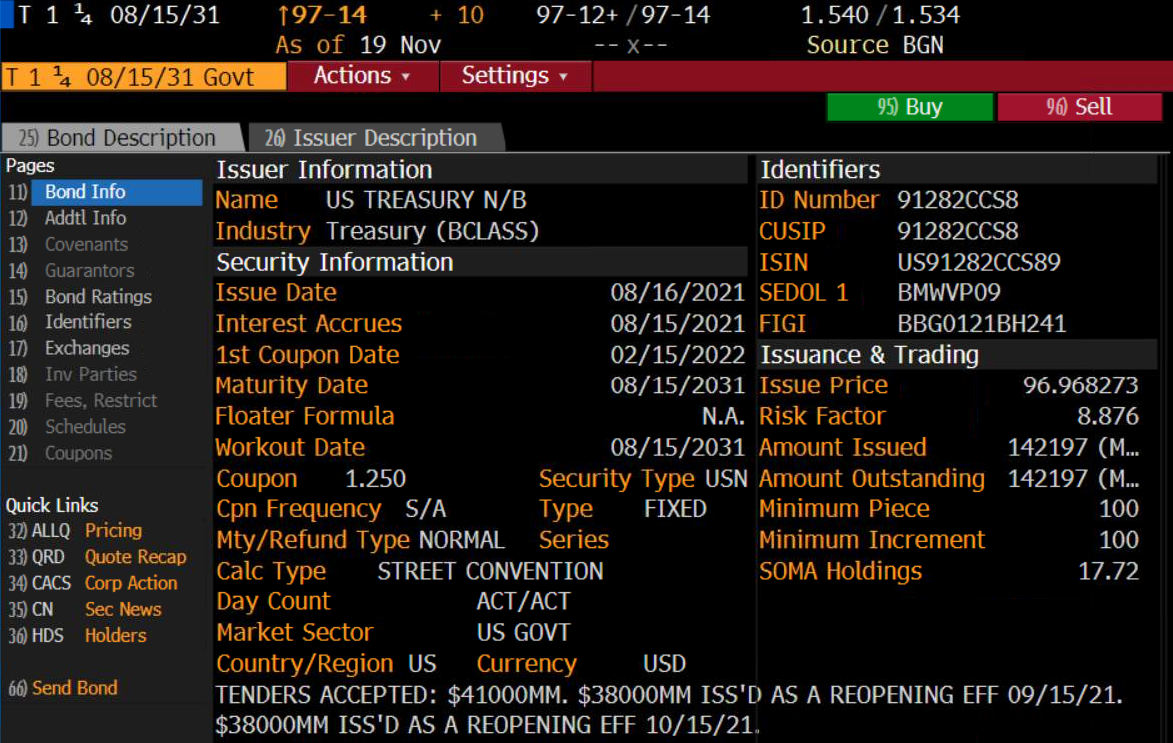 T 1 ¼ 08/15/31 ↑97-14 + 10 97-12+ / 97-14 1.540 / 1.534
As of 19 Nov -- x -- Source BGN
T 1 ¼ 08/15/31 Govt Actions ▾ Settings ▾
95) Buy 96) Sell
25) Bond Description 26) Issuer Description
Pages
11) Bond Info
12) Addtl Info
13) Covenants
14) Guarantors
15) Bond Ratings
16) Identifiers
17) Exchanges
18) Inv Parties
19) Fees, Restrict
20) Schedules
21) Coupons
Quick Links
32) ALLQ Pricing
33) QRD Quote Recap
34) CACS Corp Action
35) CN Sec News
36) HDS Holders
66) Send Bond
Issuer Information
Name US TREASURY N/B
Industry Treasury (BCLASS)
Security Information
Issue Date 08/16/2021
Interest Accrues 08/15/2021
1st Coupon Date 02/15/2022
Maturity Date 08/15/2031
Floater Formula N.A.
Workout Date 08/15/2031
Coupon 1.250 Security Type USN
Cpn Frequency S/A Type FIXED
Mty/Refund Type NORMAL Series
Calc Type STREET CONVENTION
Day Count ACT/ACT
Market Sector US GOVT
Country/Region US Currency USD
Identifiers
ID Number 91282CCS8
CUSIP 91282CCS8
ISIN US91282CCS89
SEDOL 1 BMWVP09
FIGI BBG0121BH241
Issuance & Trading
Issue Price 96.968273
Risk Factor 8.876
Amount Issued 142197 (M...
Amount Outstanding 142197 (M...
Minimum Piece 100
Minimum Increment 100
SOMA Holdings 17.72
TENDERS ACCEPTED: $41000MM. $38000MM ISS'D AS A REOPENING EFF 09/15/21.
$38000MM ISS'D AS A REOPENING EFF 10/15/21.